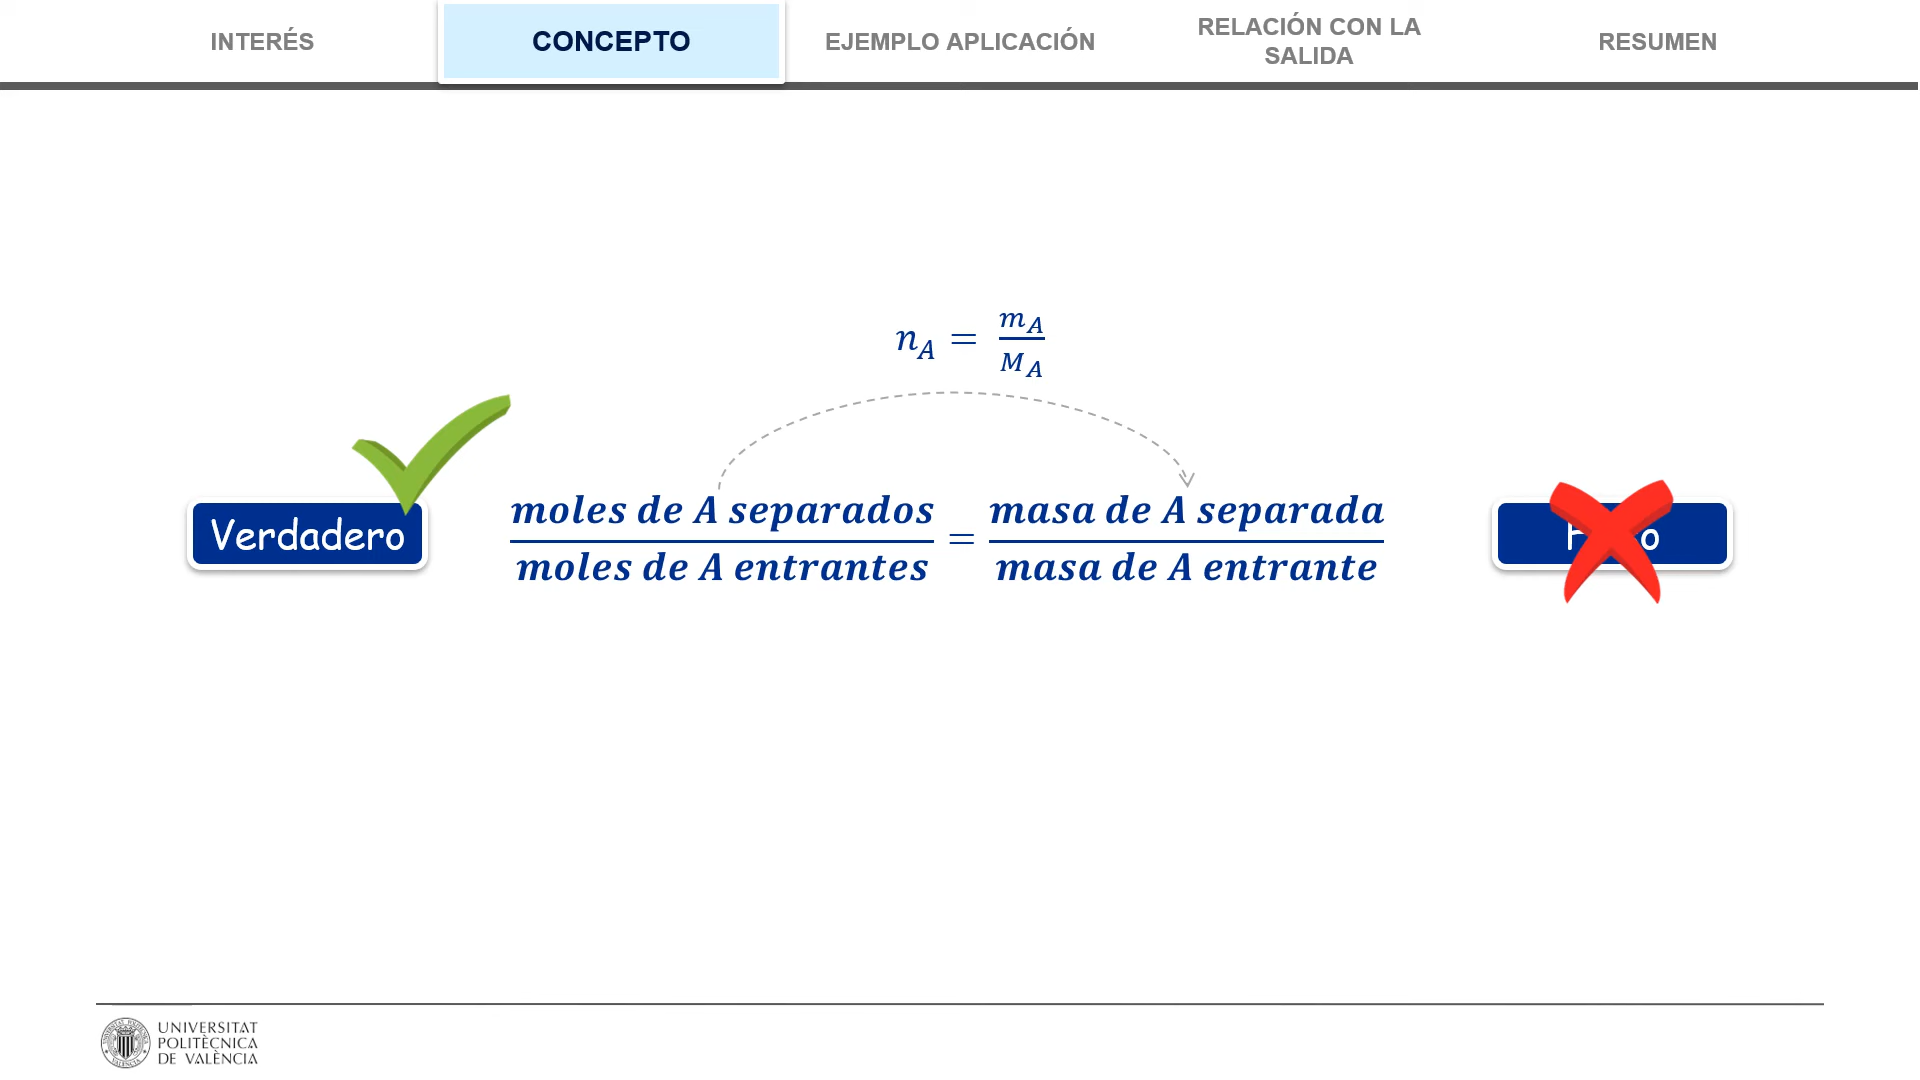 INTERÉS
CONCEPTO
EJEMPLO APLICACIÓN
RELACIÓN CON LA
SALIDA
RESUMEN
n_A = m_A / M_A
Verdadero
moles de A separados / moles de A entrantes = masa de A separada / masa de A entrante
UNIVERSITAT
POLITÈCNICA
DE VALÈNCIA